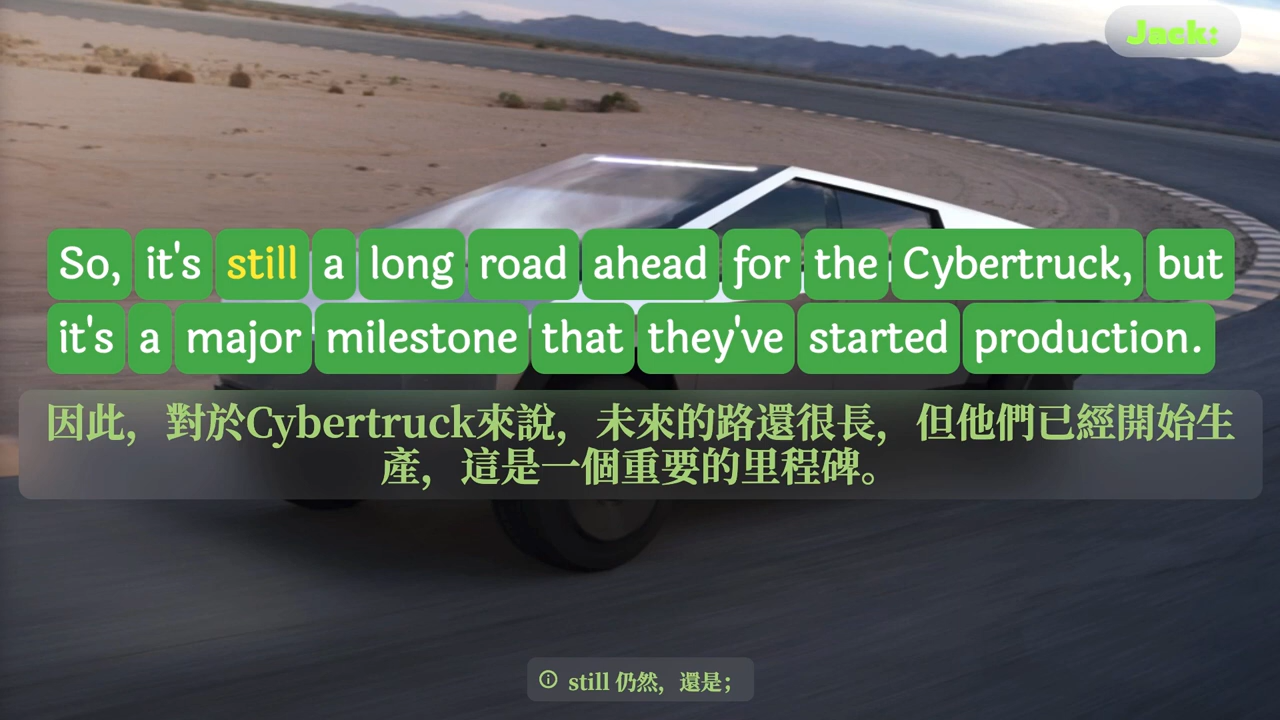 Jack:
So, it's still a long road ahead for the Cybertruck, but
it's a major milestone that they've started production.
因此，對於Cybertruck來說，未來的路還很長，但他們已經開始生
產，這是一個重要的里程碑。
still 仍然，還是；